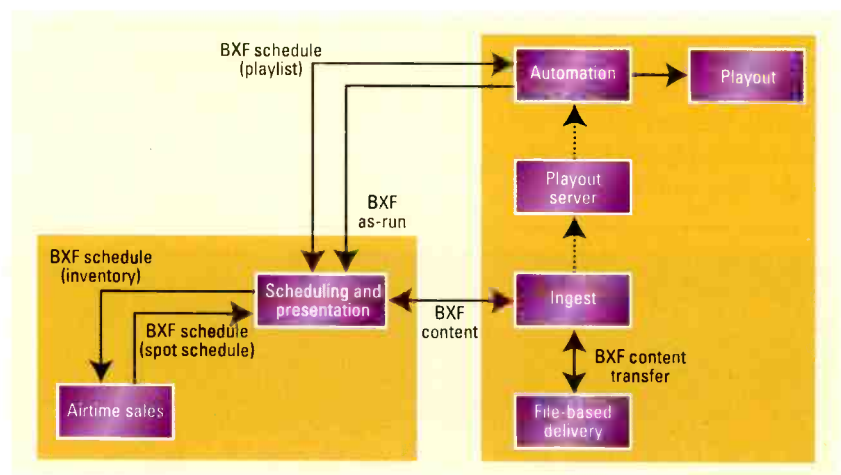 BXF schedule
(playlist)
Automation
Playout
Playout
server
BXF
as-run
BXF schedule
(inventory)
Scheduling and
presentation
BXF
content
Ingest
BXF schedule
(spot schedule)
BXF content
transfer
Airtime sales
File-based
delivery